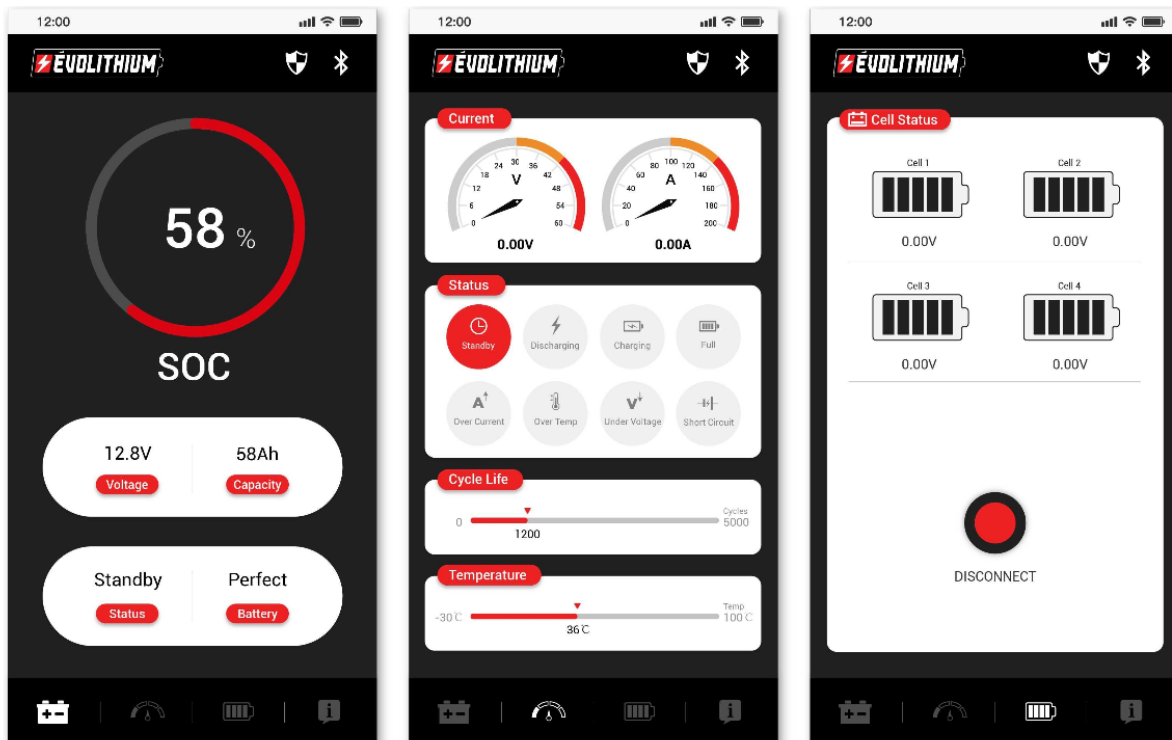 12:00
ÉVOLITHIUM
58 %
SOC
12.8V 58Ah
Voltage Capacity
Standby Perfect
Status Battery
12:00
ÉVOLITHIUM
Current
0 6 12 18 24 30 36 42 48 54 60
V
0.00V
0 20 40 60 80 100 120 140 160 180 200
A
0.00A
Status
Standby Discharging Charging Full
A V
Over Current Over Temp Under Voltage Short Circuit
Cycle Life
0 Cycles
5000
1200
Temperature
-30℃ Temp
100℃
36℃
12:00
ÉVOLITHIUM
Cell Status
Cell 1 Cell 2
0.00V 0.00V
Cell 3 Cell 4
0.00V 0.00V
DISCONNECT